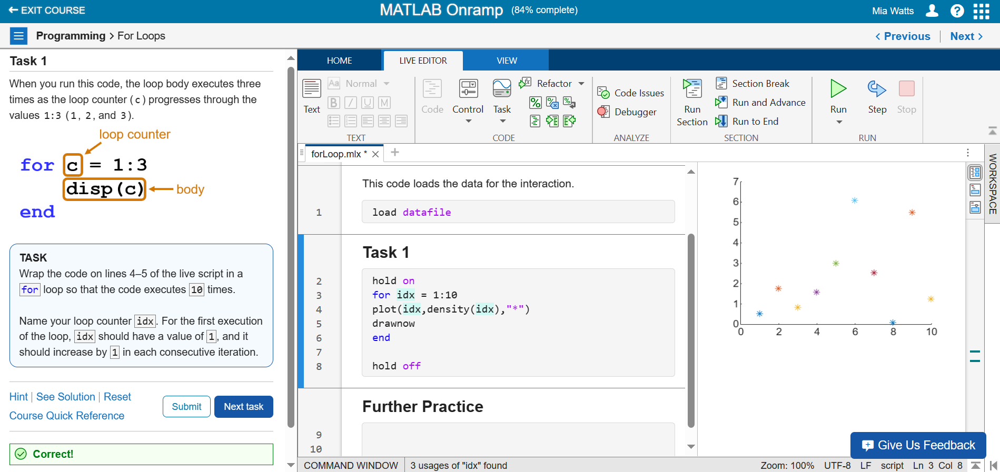 EXIT COURSE
MATLAB Onramp (84% complete)
Mia Watts
Programming > For Loops
< Previous
Next >
Task 1
When you run this code, the loop body executes three
times as the loop counter (c) progresses through the
values 1:3 (1, 2, and 3).
loop counter
for c = 1:3
disp(c)
body
end
TASK
Wrap the code on lines 4–5 of the live script in a
for loop so that the code executes 10 times.
Name your loop counter idx. For the first execution
of the loop, idx should have a value of 1, and it
should increase by 1 in each consecutive iteration.
Hint | See Solution | Reset
Course Quick Reference
Submit
Next task
Correct!
HOME
LIVE EDITOR
VIEW
Text
Aa Normal
B I U M
TEXT
Code
Control
Task
Refactor
CODE
Code Issues
Debugger
ANALYZE
Run
Section
Section Break
Run and Advance
Run to End
SECTION
Run
Step
Stop
RUN
forLoop.mlx *
WORKSPACE
This code loads the data for the interaction.
1 load datafile
Task 1
2 hold on
3 for idx = 1:10
4 plot(idx,density(idx),"*")
5 drawnow
6 end
7
8 hold off
Further Practice
9
10
7
6
5
4
3
2
1
0
0 2 4 6 8 10
Give Us Feedback
COMMAND WINDOW
3 usages of "idx" found
Zoom: 100% UTF-8 LF script Ln 3 Col 8